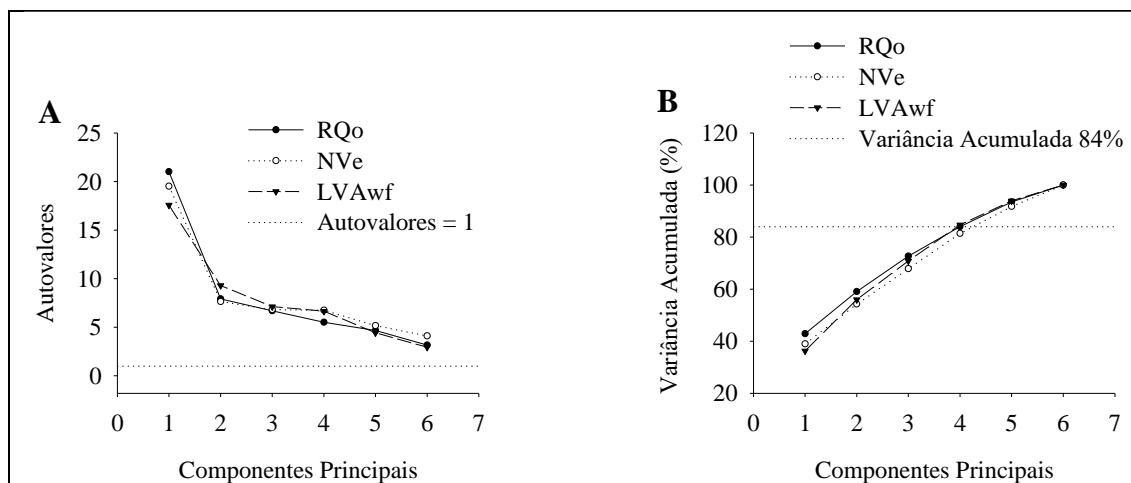 A
RQo
NVe
LVAwf
Autovalores = 1
Autovalores
25
20
15
10
5
0
0 1 2 3 4 5 6 7
Componentes Principais
B
RQo
NVe
LVAwf
Variância Acumulada 84%
Variância Acumulada (%)
120
100
80
60
40
20
0 1 2 3 4 5 6 7
Componentes Principais